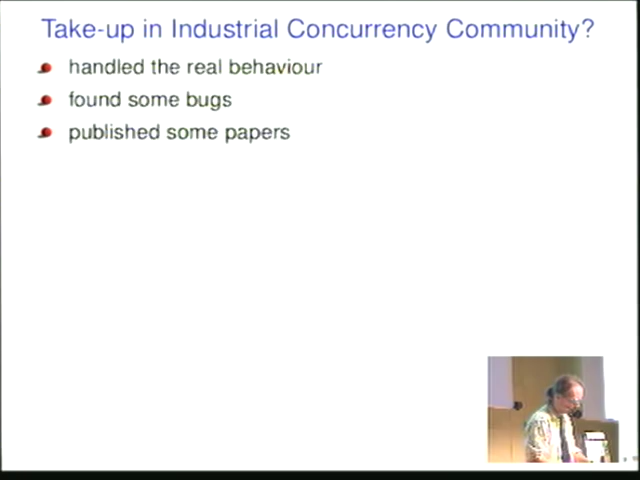 Take-up in Industrial Concurrency Community?
handled the real behaviour
found some bugs
published some papers